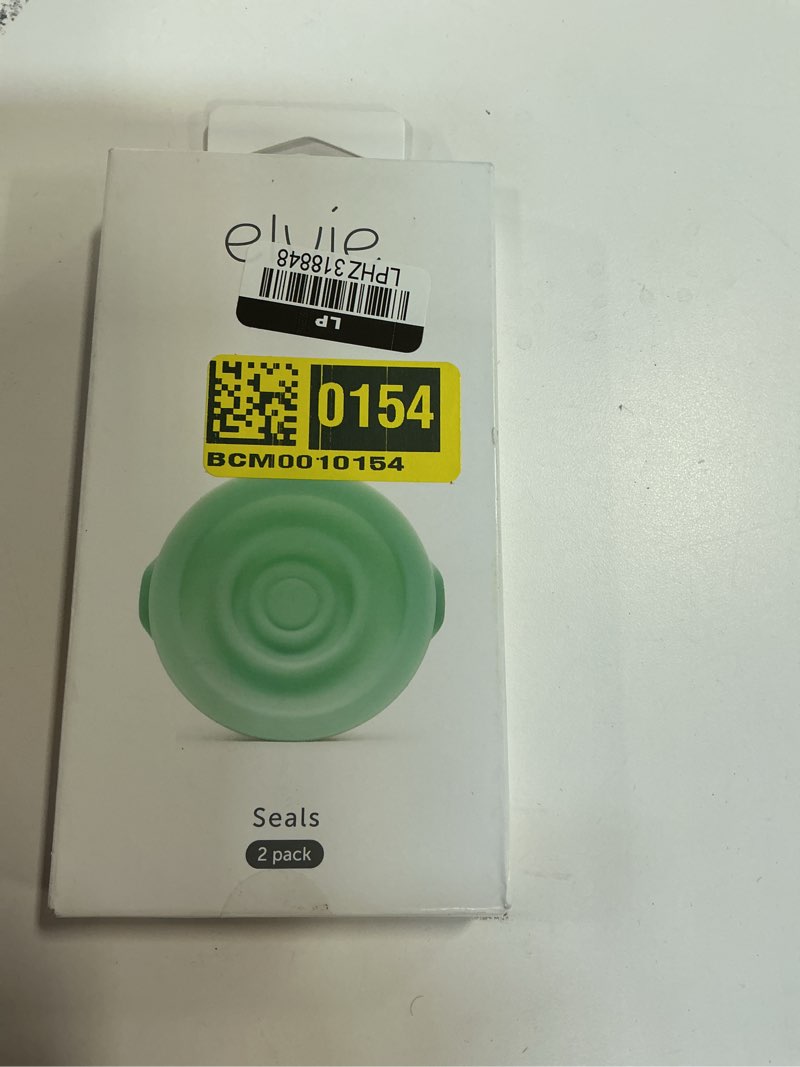 elvie
LPHZ318848
LP
0154
BCM0010154
Seals
2 pack